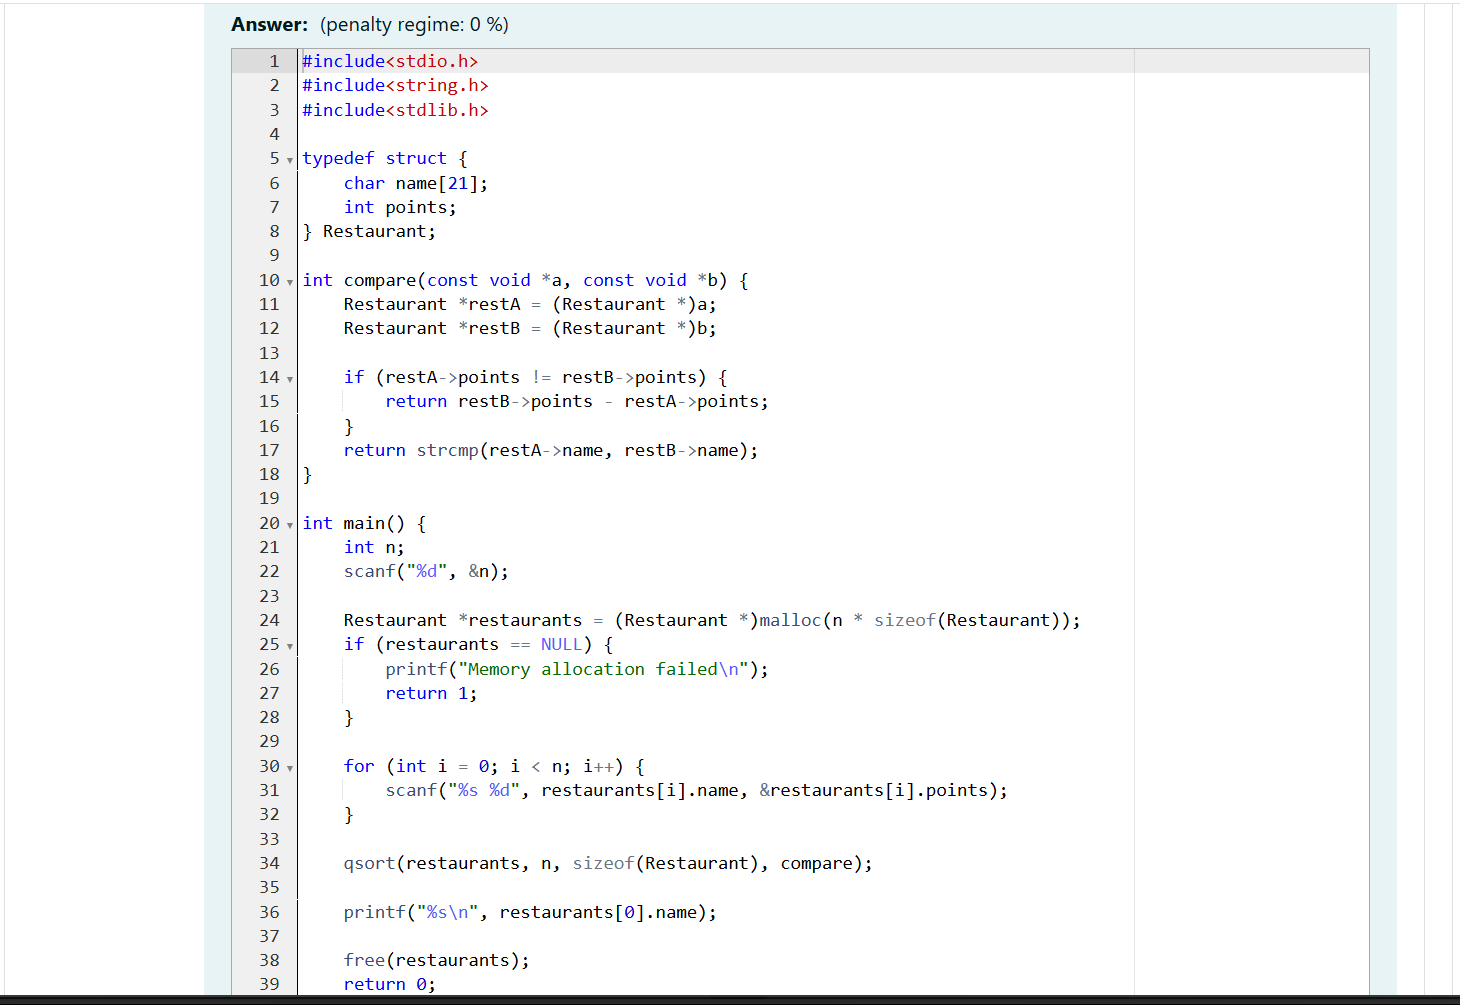 Answer: (penalty regime: 0 %)
1 #include<stdio.h>
2 #include<string.h>
3 #include<stdlib.h>
4
5 typedef struct {
6     char name[21];
7     int points;
8 } Restaurant;
9
10 int compare(const void *a, const void *b) {
11     Restaurant *restA = (Restaurant *)a;
12     Restaurant *restB = (Restaurant *)b;
13
14     if (restA->points != restB->points) {
15         return restB->points - restA->points;
16     }
17     return strcmp(restA->name, restB->name);
18 }
19
20 int main() {
21     int n;
22     scanf("%d", &n);
23
24     Restaurant *restaurants = (Restaurant *)malloc(n * sizeof(Restaurant));
25     if (restaurants == NULL) {
26         printf("Memory allocation failed\n");
27         return 1;
28     }
29
30     for (int i = 0; i < n; i++) {
31         scanf("%s %d", restaurants[i].name, &restaurants[i].points);
32     }
33
34     qsort(restaurants, n, sizeof(Restaurant), compare);
35
36     printf("%s\n", restaurants[0].name);
37
38     free(restaurants);
39     return 0;